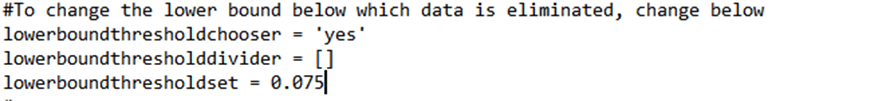 #To change the lower bound below which data is eliminated, change below
lowerboundthresholdchooser = 'yes'
lowerboundthresholddivider = []
lowerboundthresholdset = 0.075